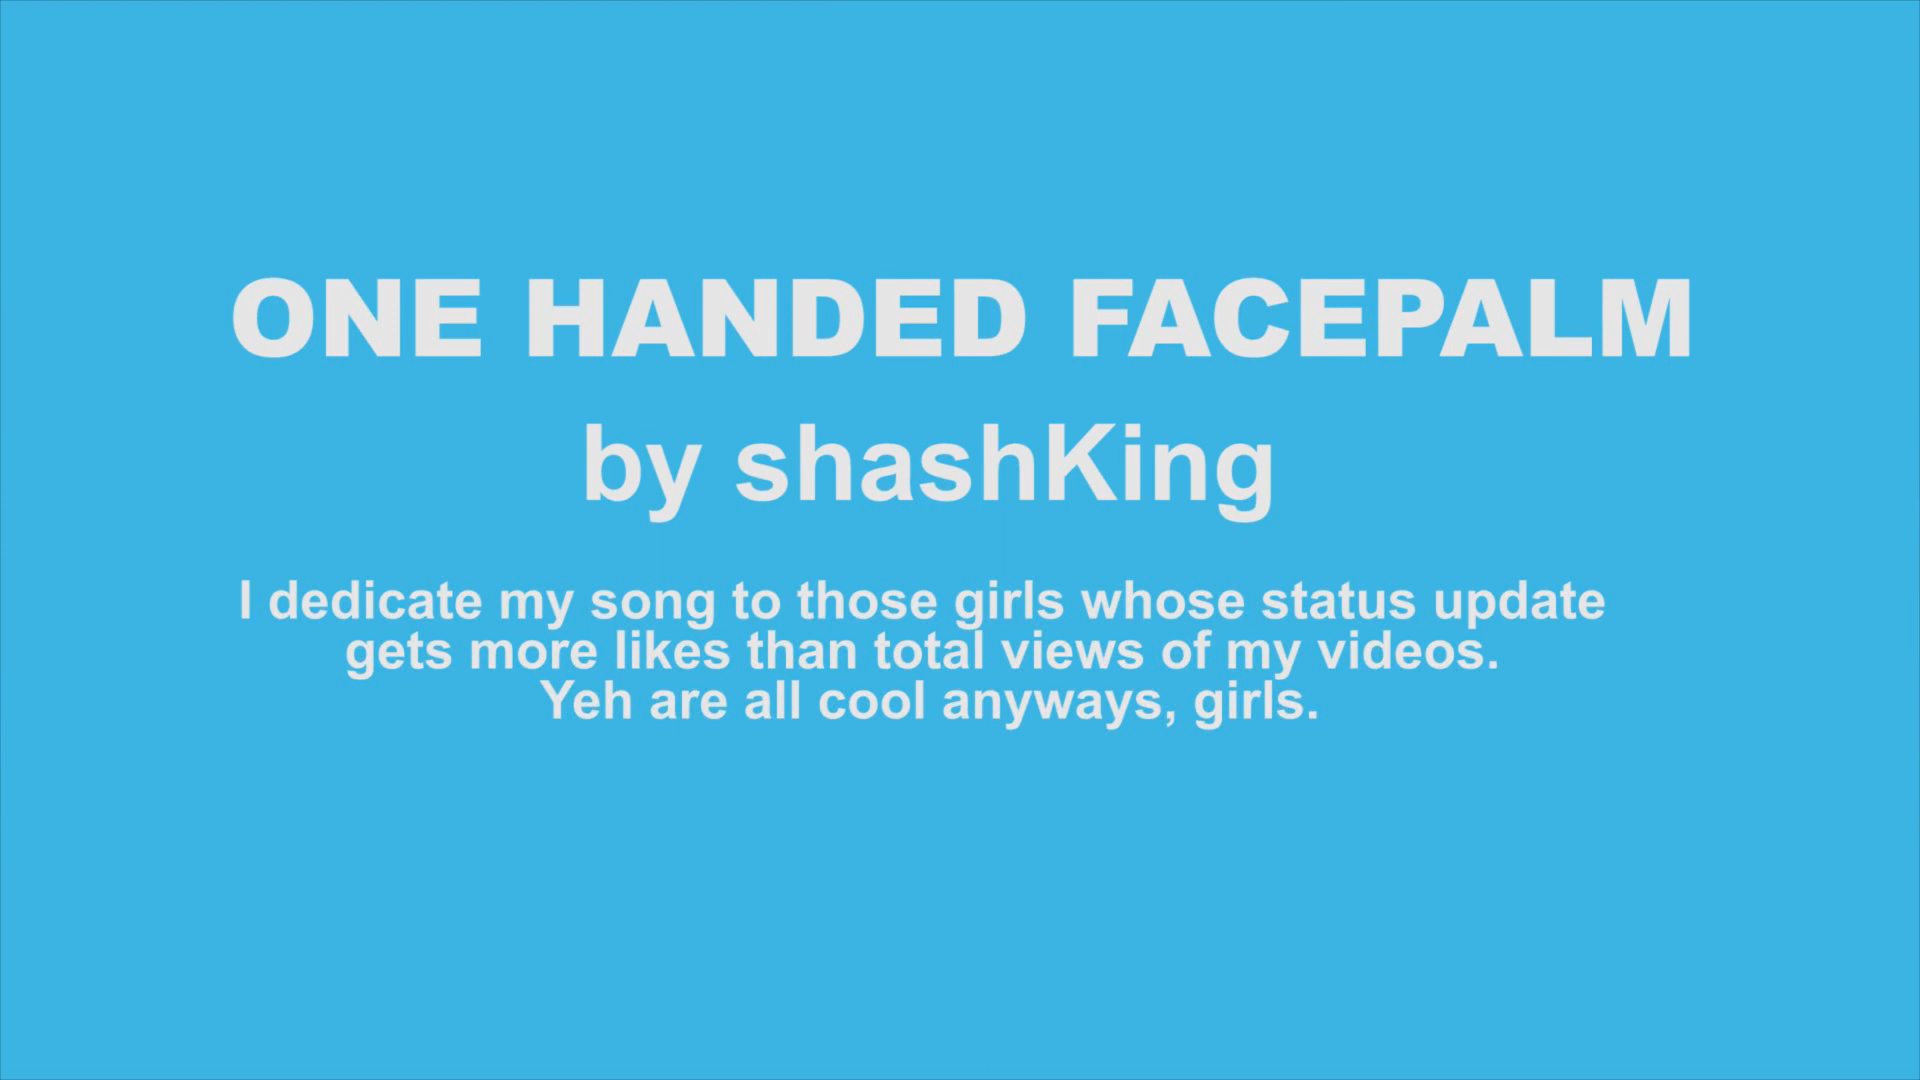 ONE HANDED FACEPALM
by shashKing
I dedicate my song to those girls whose status update
gets more likes than total views of my videos.
Yeh are all cool anyways, girls.